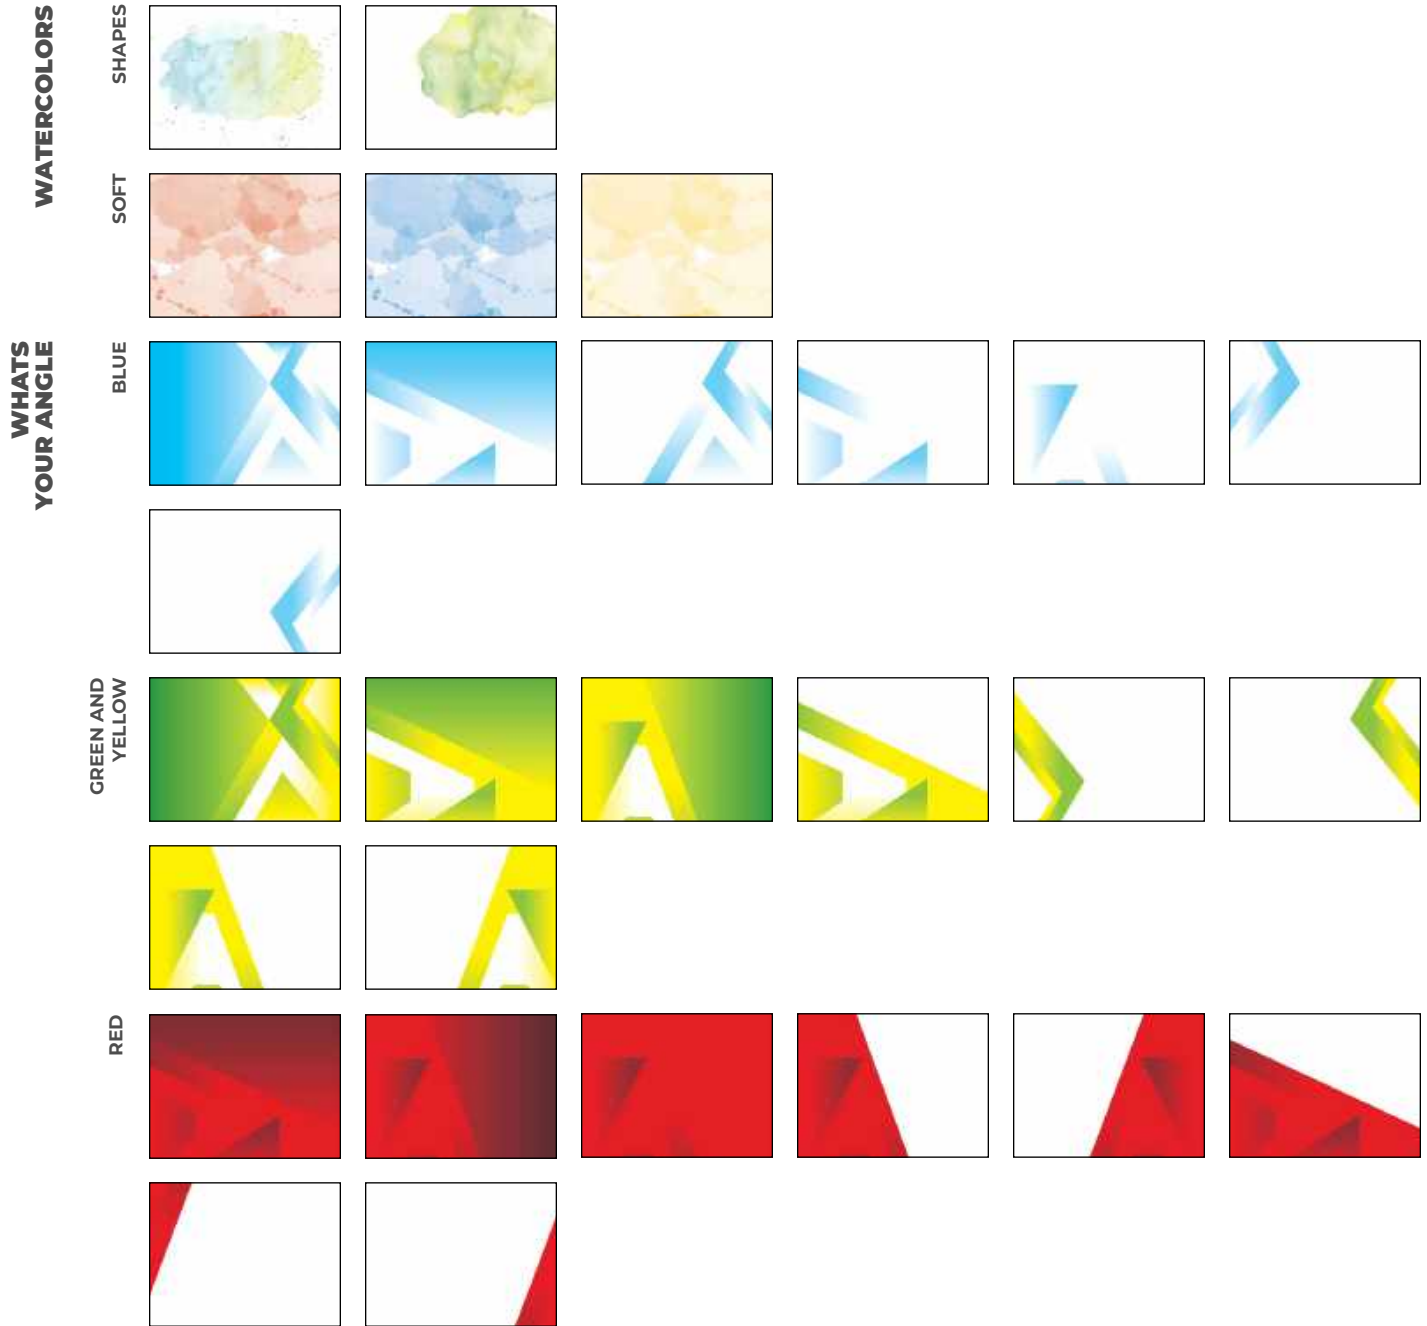 WATERCOLORS
SHAPES
SOFT
WHATS
YOUR ANGLE
BLUE
GREEN AND
YELLOW
RED